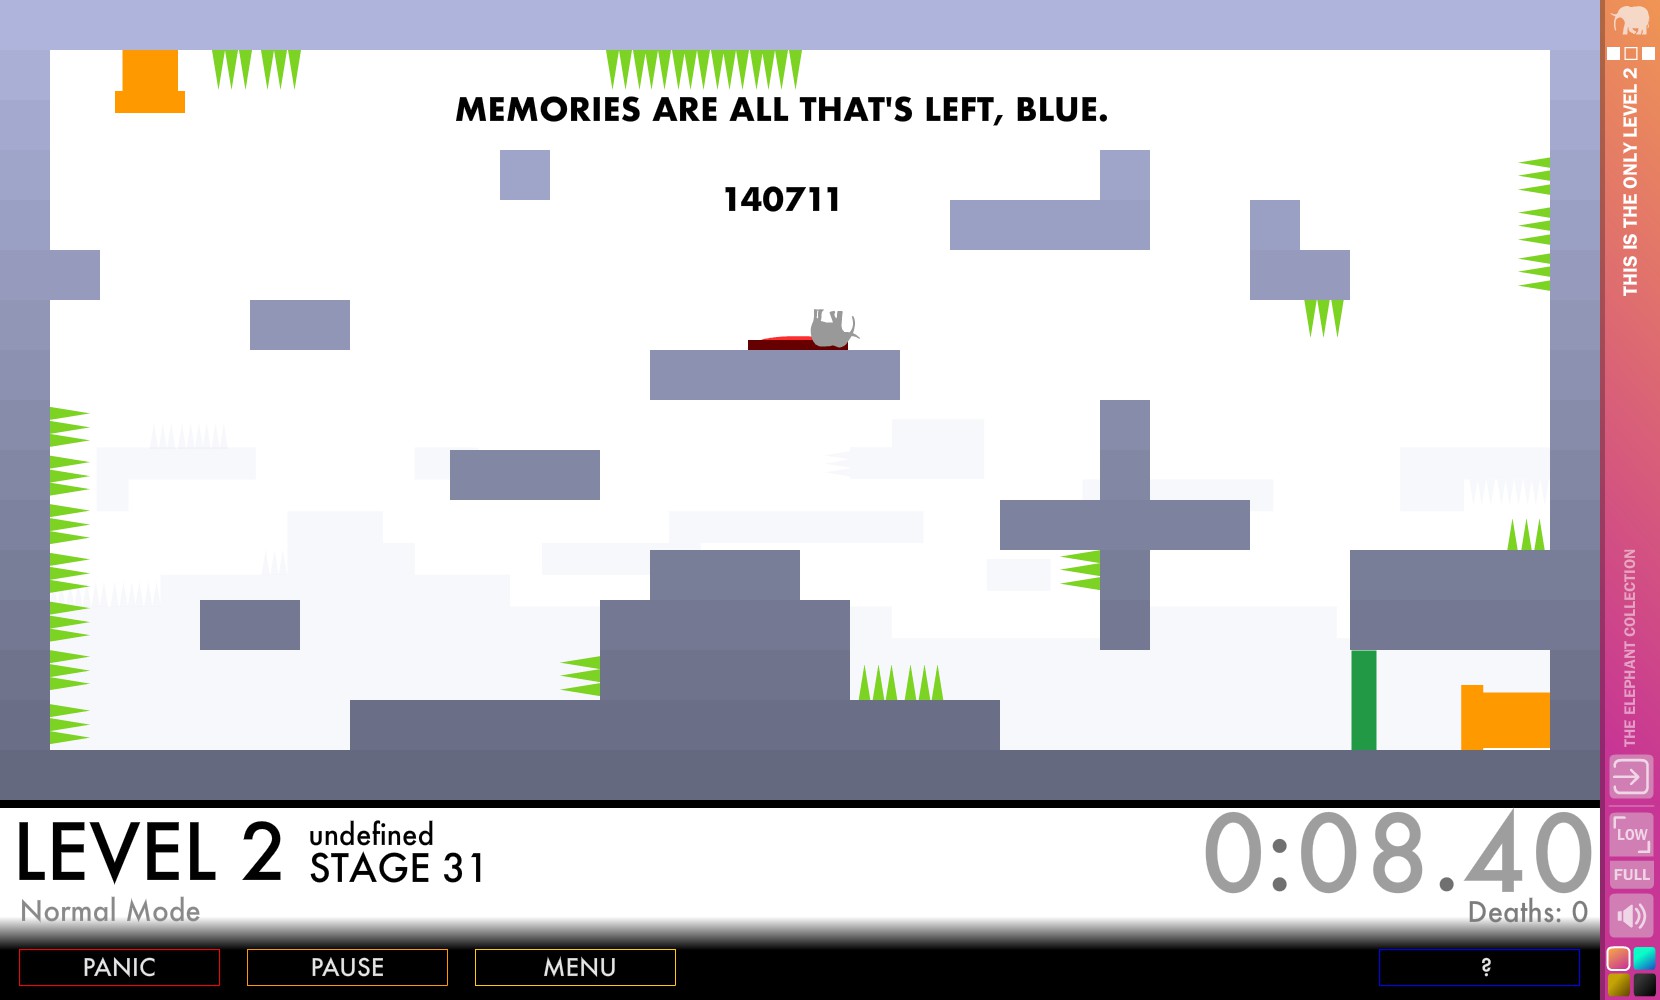 MEMORIES ARE ALL THAT'S LEFT, BLUE.
140711
THIS IS THE ONLY LEVEL 2
THE ELEPHANT COLLECTION
LOW
FULL
LEVEL 2
undefined
STAGE 31
Normal Mode
0:08.40
Deaths: 0
PANIC
PAUSE
MENU
?